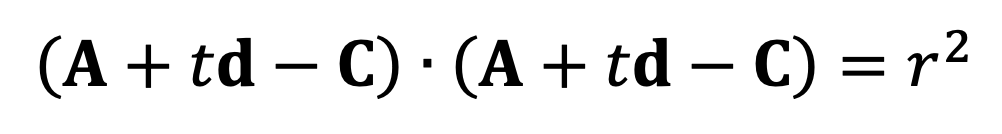 (𝐀 + 𝑡𝐝 − 𝐂) ⋅ (𝐀 + 𝑡𝐝 − 𝐂) = 𝑟²